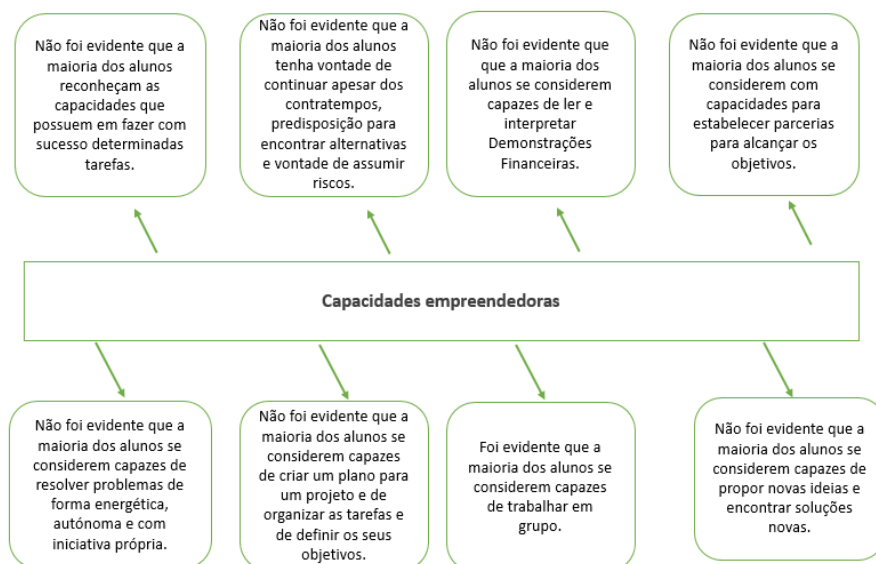 Não foi evidente que a
maioria dos alunos
reconheçam as
capacidades que
possuem em fazer com
sucesso determinadas
tarefas.
Não foi evidente que a
maioria dos alunos
tenha vontade de
continuar apesar dos
contratempos,
predisposição para
encontrar alternativas
e vontade de assumir
riscos.
Não foi evidente que
que a maioria dos
alunos se considerem
capazes de ler e
interpretar
Demonstrações
Financeiras.
Não foi evidente que a
maioria dos alunos se
considerem com
capacidades para
estabelecer parcerias
para alcançar os
objetivos.
Capacidades empreendedoras
Não foi evidente que a
maioria dos alunos se
considerem capazes de
resolver problemas de
forma energética,
autónoma e com
iniciativa própria.
Não foi evidente que a
maioria dos alunos se
considerem capazes
de criar um plano para
um projeto e de
organizar as tarefas e
de definir os seus
objetivos.
Foi evidente que a
maioria dos alunos se
considerem capazes
de trabalhar em
grupo.
Não foi evidente que a
maioria dos alunos se
considerem capazes de
propor novas ideias e
encontrar soluções
novas.